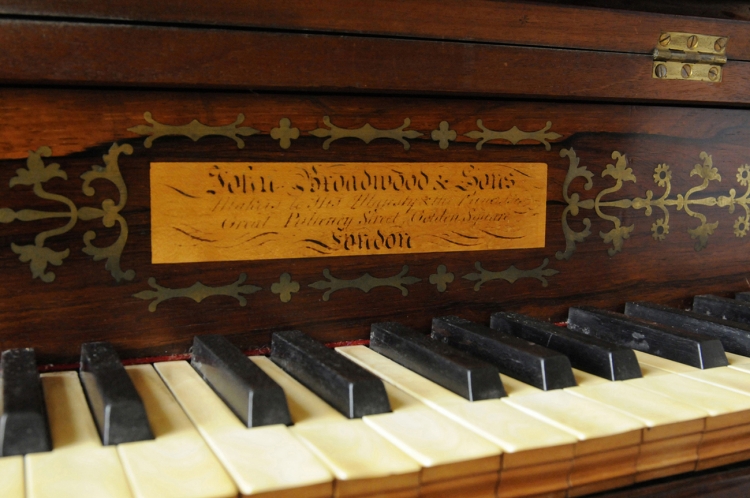 John Broadwood & Sons
Makers to His Majesty & the Princesses
Great Pulteney Street Golden Square
London